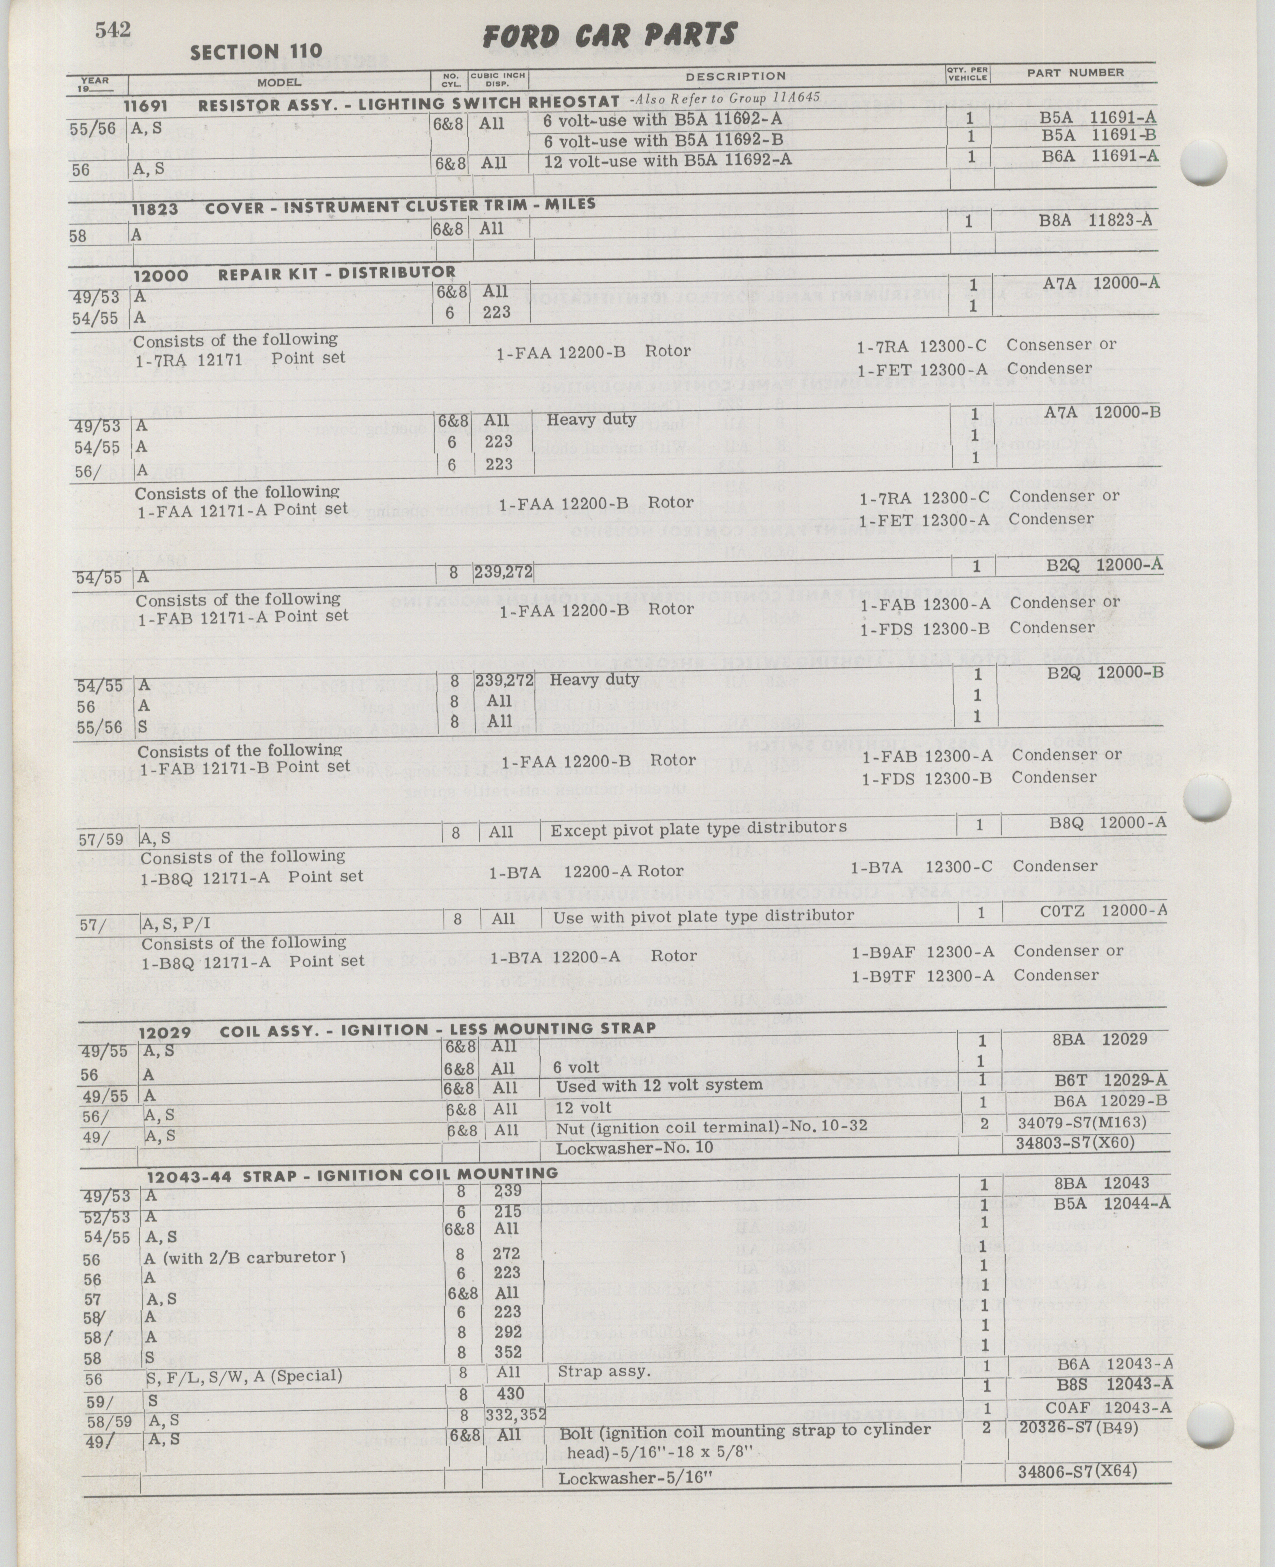 542
SECTION 110
FORD CAR PARTS
YEAR 19___ MODEL NO. CYL. CUBIC INCH DISP. DESCRIPTION QTY. PER VEHICLE PART NUMBER
11691 RESISTOR ASSY. - LIGHTING SWITCH RHEOSTAT -Also Refer to Group 11A645
55/56 A, S 6&8 All 6 volt-use with B5A 11692-A 1 B5A 11691-A
6 volt-use with B5A 11692-B 1 B5A 11691-B
56 A, S 6&8 All 12 volt-use with B5A 11692-A 1 B6A 11691-A
11823 COVER - INSTRUMENT CLUSTER TRIM - MILES
58 A 6&8 All 1 B8A 11823-A
12000 REPAIR KIT - DISTRIBUTOR
49/53 A 6&8 All 1 A7A 12000-A
54/55 A 6 223 1
Consists of the following
1-7RA 12171 Point set 1-FAA 12200-B Rotor 1-7RA 12300-C Consenser or
1-FET 12300-A Condenser
49/53 A 6&8 All Heavy duty 1 A7A 12000-B
54/55 A 6 223 1
56/ A 6 223 1
Consists of the following
1-FAA 12171-A Point set 1-FAA 12200-B Rotor 1-7RA 12300-C Condenser or
1-FET 12300-A Condenser
54/55 A 8 239,272 1 B2Q 12000-A
Consists of the following
1-FAB 12171-A Point set 1-FAA 12200-B Rotor 1-FAB 12300-A Condenser or
1-FDS 12300-B Condenser
54/55 A 8 239,272 Heavy duty 1 B2Q 12000-B
56 A 8 All 1
55/56 S 8 All 1
Consists of the following
1-FAB 12171-B Point set 1-FAA 12200-B Rotor 1-FAB 12300-A Condenser or
1-FDS 12300-B Condenser
57/59 A, S 8 All Except pivot plate type distributors 1 B8Q 12000-A
Consists of the following
1-B8Q 12171-A Point set 1-B7A 12200-A Rotor 1-B7A 12300-C Condenser
57/ A, S, P/I 8 All Use with pivot plate type distributor 1 C0TZ 12000-A
Consists of the following
1-B8Q 12171-A Point set 1-B7A 12200-A Rotor 1-B9AF 12300-A Condenser or
1-B9TF 12300-A Condenser
12029 COIL ASSY. - IGNITION - LESS MOUNTING STRAP
49/55 A, S 6&8 All 1 8BA 12029
56 A 6&8 All 6 volt 1
49/55 A 6&8 All Used with 12 volt system 1 B6T 12029-A
56/ A, S 6&8 All 12 volt 1 B6A 12029-B
49/ A, S 6&8 All Nut (ignition coil terminal)-No. 10-32 2 34079-S7(M163)
Lockwasher-No. 10 34803-S7(X60)
12043-44 STRAP - IGNITION COIL MOUNTING
49/53 A 8 239 1 8BA 12043
52/53 A 6 215 1 B5A 12044-A
54/55 A, S 6&8 All 1
56 A (with 2/B carburetor) 8 272 1
56 A 6 223 1
57 A, S 6&8 All 1
58/ A 6 223 1
58/ A 8 292 1
58 S 8 352 1
56 S, F/L, S/W, A (Special) 8 All Strap assy. 1 B6A 12043-A
59/ S 8 430 1 B8S 12043-A
58/59 A, S 8 332,352 1 C0AF 12043-A
49/ A, S 6&8 All Bolt (ignition coil mounting strap to cylinder 2 20326-S7(B49)
head)-5/16"-18 x 5/8"
Lockwasher-5/16" 34806-S7(X64)